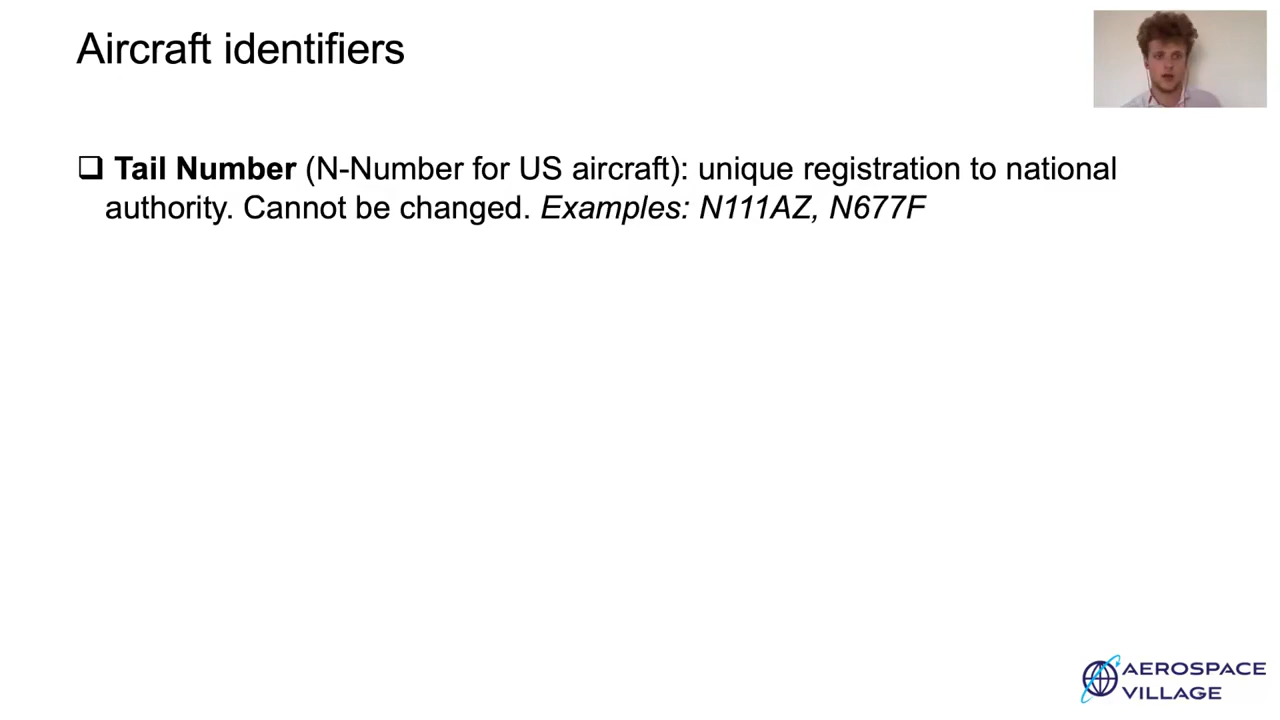 Aircraft identifiers
❑ Tail Number (N-Number for US aircraft): unique registration to national
authority. Cannot be changed. Examples: N111AZ, N677F
AEROSPACE
VILLAGE